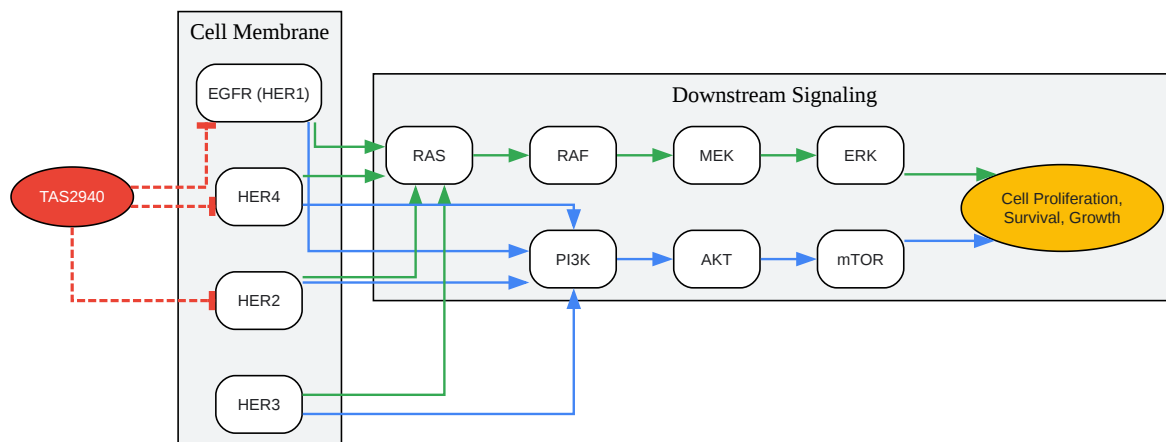 Cell Membrane
EGFR (HER1)
Downstream Signaling
RAS
RAF
MEK
ERK
TAS2940
HER4
Cell Proliferation,
Survival, Growth
PI3K
AKT
mTOR
HER2
HER3